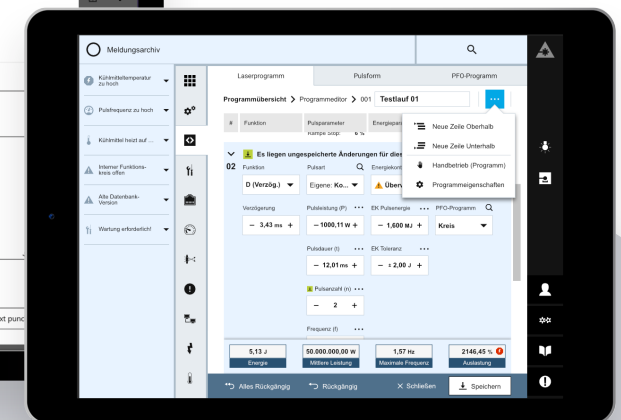 Meldungsarchiv
Kühlmitteltemperatur
zu hoch
Pulsfrequenz zu hoch
Kühlmittel heizt auf ...
Interner Funktions-
kreis offen
Alte Datenbank-
Version
Wartung erforderlich!
Laserprogramm Pulsform PFO-Programm
Programmübersicht > Programmeditor > 001 Testlauf 01 ...
# Funktion Pulsparameter Energiepara
Rampe Stop: 6 %
Neue Zeile Oberhalb
Neue Zeile Unterhalb
Handbetrieb (Programm)
Programmeigenschaften
Es liegen ungespeicherte Änderungen für dies
02 Funktion Pulsart Energiekont
D (Verzög.) Eigene: Ko... Überv
Verzögerung Pulsleistung (P) ... EK Pulsenergie ... PFO-Programm
− 3,43 ms + − 1000,11 W + − 1,600 MJ + Kreis
Pulsdauer (t) ... EK Toleranz ...
− 12,01 ms + − ± 2,00 J +
Pulsanzahl (n) ...
− 2 +
Frequenz (f) ...
5,13 J 50.000.000,00 W 1,57 Hz 2146,45 %
Energie Mittlere Leistung Maximale Frequenz Auslastung
Alles Rückgängig Rückgängig × Schließen Speichern
xt punc